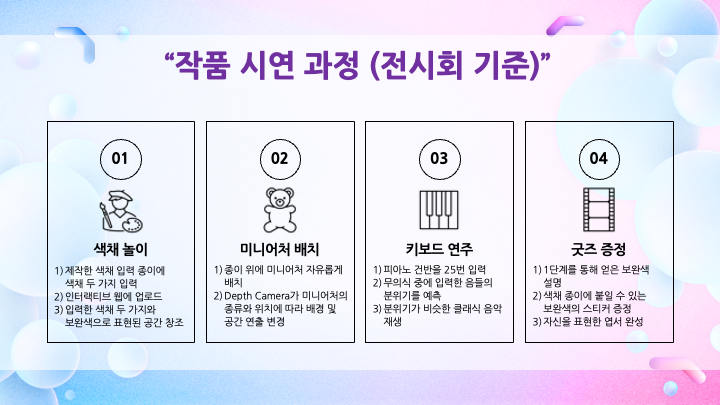 “작품 시연 과정 (전시회 기준)”
01
색채 놀이
1) 제작한 색채 입력 종이에
색채 두 가지 입력
2) 인터랙티브 웹에 업로드
3) 입력한 색채 두 가지와
보완색으로 표현된 공간 창조
02
미니어처 배치
1) 종이 위에 미니어처 자유롭게
배치
2) Depth Camera가 미니어처의
종류와 위치에 따라 배경 및
공간 연출 변경
03
키보드 연주
1) 피아노 건반을 25번 입력
2) 무의식 중에 입력한 음들의
분위기를 예측
3) 분위기가 비슷한 클래식 음악
재생
04
굿즈 증정
1) 1단계를 통해 얻은 보완색
설명
2) 색채 종이에 붙일 수 있는
보완색의 스티커 증정
3) 자신을 표현한 엽서 완성